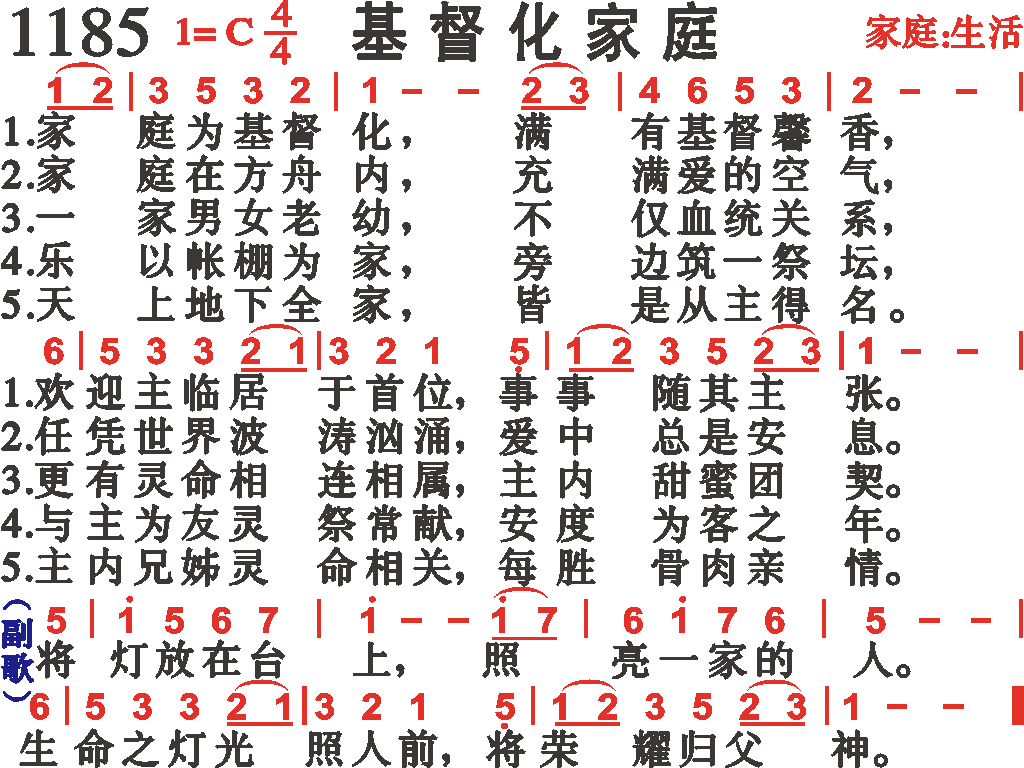 1185 1=C 4/4 基督化家庭 家庭:生活
1 2 | 3 5 3 2 | 1 - - 2 3 | 4 6 5 3 | 2 - - |
1.家 庭为基督 化， 满 有基督馨 香，
2.家 庭在方舟 内， 充 满爱的空 气，
3.一 家男女老 幼， 不 仅血统关 系，
4.乐 以帐棚为 家， 旁 边筑一祭 坛，
5.天 上地下全 家， 皆 是从主得 名。
6 | 5 3 3 2 1 | 3 2 1 5̣ | 1 2 3 5 2 3 | 1 - - |
1.欢迎主临居 于首位，事事 随其主 张。
2.任凭世界波 涛汹涌，爱中 总是安 息。
3.更有灵命相 连相属，主内 甜蜜团 契。
4.与主为友灵 祭常献，安度 为客之 年。
5.主内兄姊灵 命相关，每胜 骨肉亲 情。
5 | 1̇ 5 6 7 | 1̇ - - 1̇ 7 | 6 1̇ 7 6 | 5 - - |
（副歌）将 灯放在台 上， 照 亮一家的 人。
6 | 5 3 3 2 1 | 3 2 1 5̣ | 1 2 3 5 2 3 | 1 - -
生命之灯光 照人前，将荣 耀归父 神。